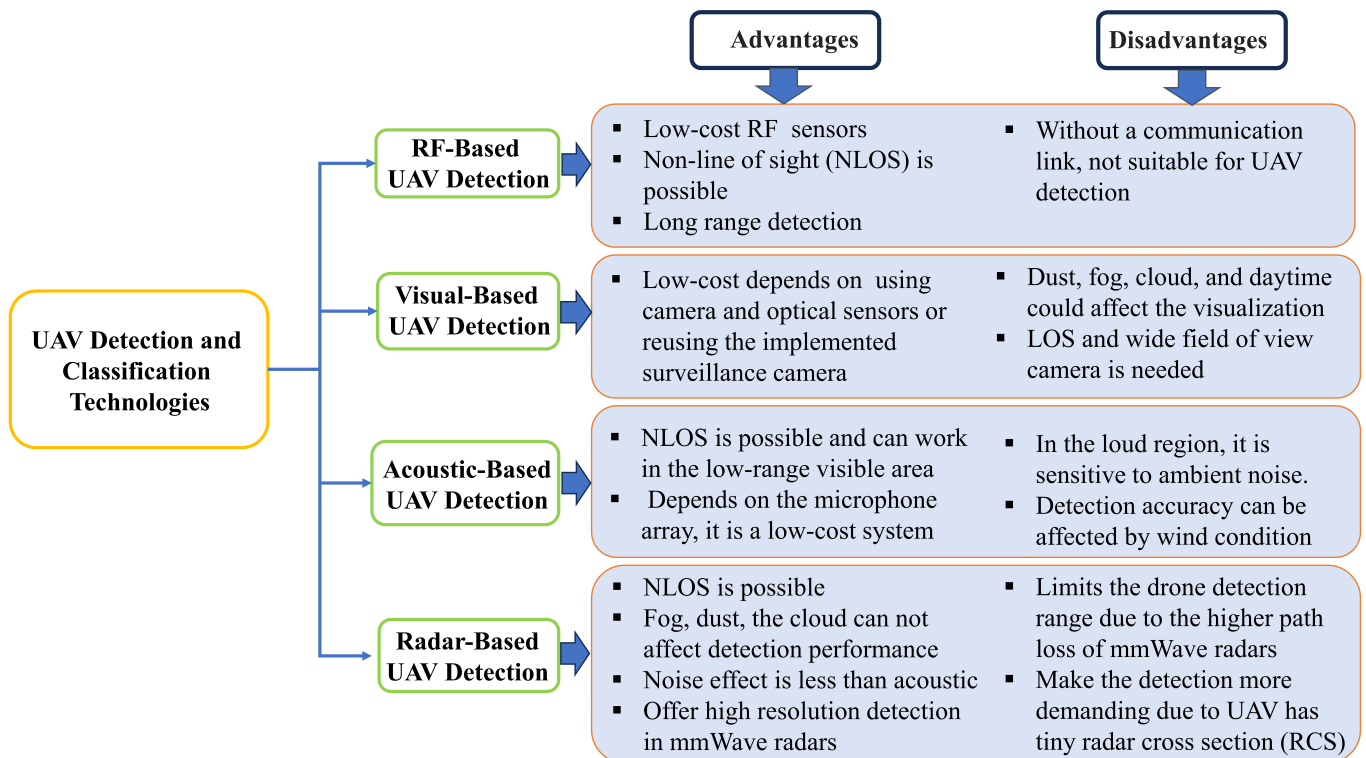 Advantages
Disadvantages
UAV Detection and
Classification
Technologies
RF-Based
UAV Detection
▪ Low-cost RF sensors
▪ Non-line of sight (NLOS) is
possible
▪ Long range detection
▪ Without a communication
link, not suitable for UAV
detection
Visual-Based
UAV Detection
▪ Low-cost depends on using
camera and optical sensors or
reusing the implemented
surveillance camera
▪ Dust, fog, cloud, and daytime
could affect the visualization
▪ LOS and wide field of view
camera is needed
Acoustic-Based
UAV Detection
▪ NLOS is possible and can work
in the low-range visible area
▪ Depends on the microphone
array, it is a low-cost system
▪ In the loud region, it is
sensitive to ambient noise.
▪ Detection accuracy can be
affected by wind condition
Radar-Based
UAV Detection
▪ NLOS is possible
▪ Fog, dust, the cloud can not
affect detection performance
▪ Noise effect is less than acoustic
▪ Offer high resolution detection
in mmWave radars
▪ Limits the drone detection
range due to the higher path
loss of mmWave radars
▪ Make the detection more
demanding due to UAV has
tiny radar cross section (RCS)